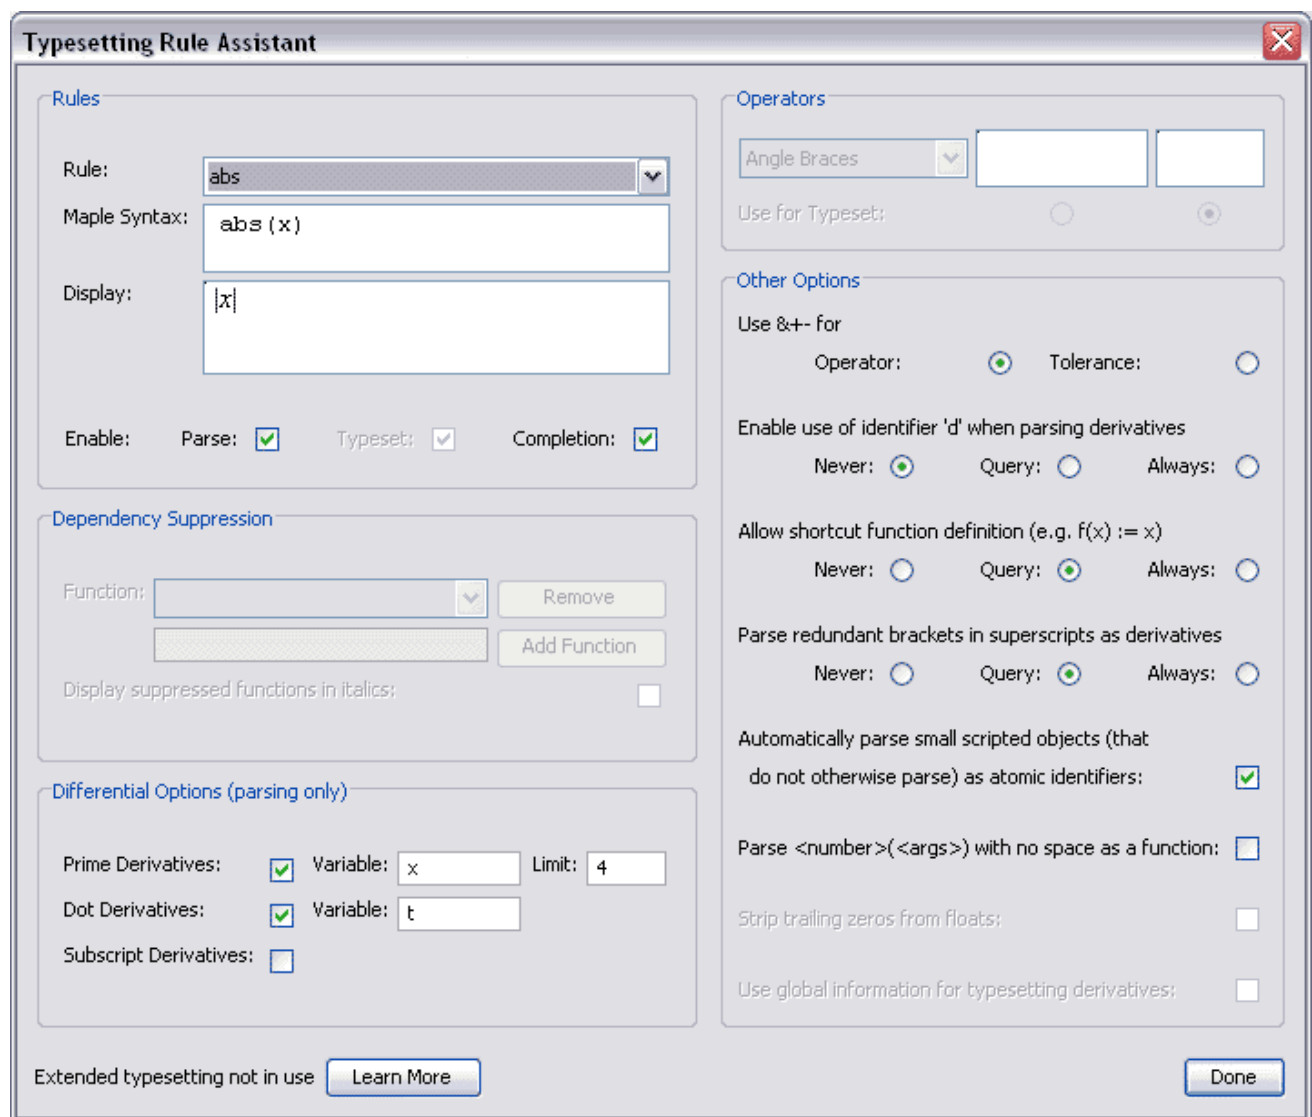 Typesetting Rule Assistant
Rules
Rule: abs
Maple Syntax: abs(x)
Display: |x|
Enable: Parse: Typeset: Completion:
Dependency Suppression
Function: Remove
Add Function
Display suppressed functions in italics:
Differential Options (parsing only)
Prime Derivatives: Variable: x Limit: 4
Dot Derivatives: Variable: t
Subscript Derivatives:
Operators
Angle Braces
Use for Typeset:
Other Options
Use &+- for
Operator: Tolerance:
Enable use of identifier 'd' when parsing derivatives
Never: Query: Always:
Allow shortcut function definition (e.g. f(x) := x)
Never: Query: Always:
Parse redundant brackets in superscripts as derivatives
Never: Query: Always:
Automatically parse small scripted objects (that
do not otherwise parse) as atomic identifiers:
Parse <number>(<args>) with no space as a function:
Strip trailing zeros from floats:
Use global information for typesetting derivatives:
Extended typesetting not in use Learn More Done